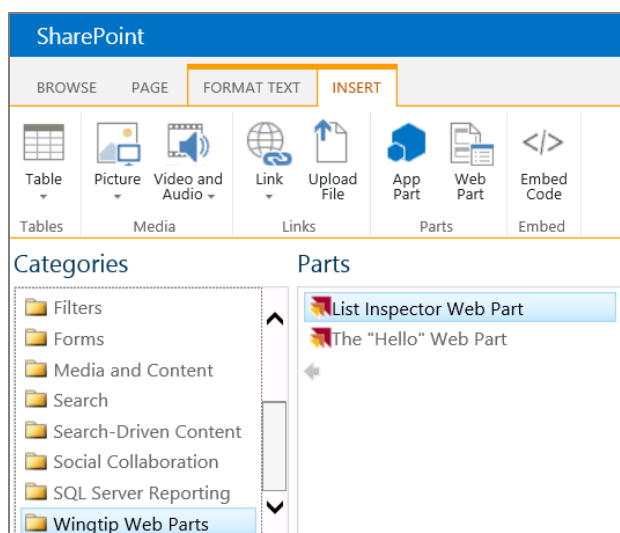 SharePoint
BROWSE PAGE FORMAT TEXT INSERT
Table Picture Video and Audio Link Upload File App Part Web Part Embed Code
Tables Media Links Parts Embed
Categories
Filters
Forms
Media and Content
Search
Search-Driven Content
Social Collaboration
SQL Server Reporting
Wingtip Web Parts
Parts
List Inspector Web Part
The "Hello" Web Part